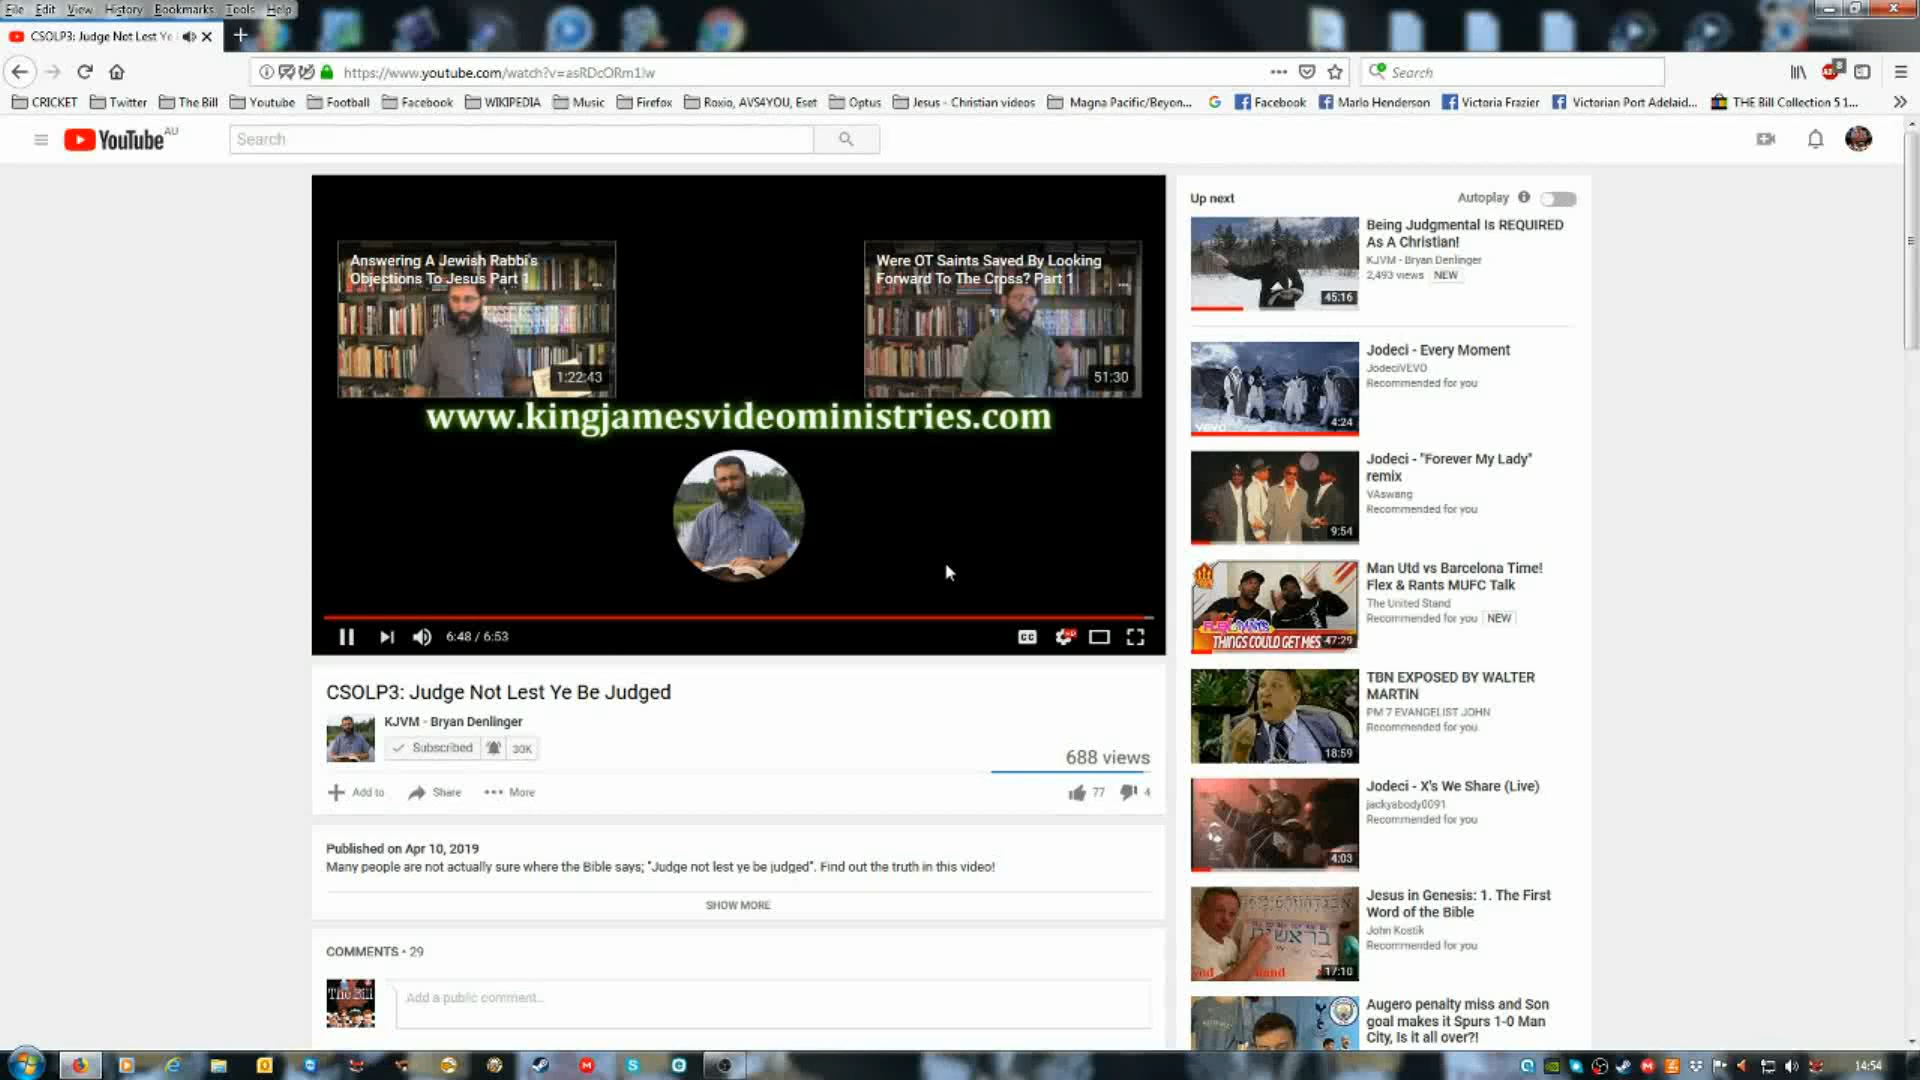 File Edit View History Bookmarks Tools Help
CSOLP3: Judge Not Lest Ye
https://www.youtube.com/watch?v=asRDcORm1Iw
Search
CRICKET Twitter The Bill Youtube Football Facebook WIKIPEDIA Music Firefox Roxio, AVS4YOU, Eset Optus Jesus - Christian videos Magna Pacific/Beyon... Facebook Marlo Henderson Victoria Frazier Victorian Port Adelaid... THE Bill Collection 5 1...
YouTube AU
Search
Answering A Jewish Rabbi's
Objections To Jesus Part 1
1:22:43
Were OT Saints Saved By Looking
Forward To The Cross? Part 1
51:30
www.kingjamesvideoministries.com
6:48 / 6:53
CC
CSOLP3: Judge Not Lest Ye Be Judged
KJVM - Bryan Denlinger
Subscribed 30K
688 views
Add to Share More
77 4
Published on Apr 10, 2019
Many people are not actually sure where the Bible says; "Judge not lest ye be judged". Find out the truth in this video!
SHOW MORE
COMMENTS • 29
The Bill
Add a public comment...
Up next
Autoplay
Being Judgmental Is REQUIRED
As A Christian!
KJVM - Bryan Denlinger
2,493 views NEW
45:16
Jodeci - Every Moment
JodeciVEVO
Recommended for you
vevo
4:24
Jodeci - "Forever My Lady"
remix
VAswang
Recommended for you
9:54
Man Utd vs Barcelona Time!
Flex & Rants MUFC Talk
The United Stand
Recommended for you NEW
THINGS COULD GET MES
47:29
TBN EXPOSED BY WALTER
MARTIN
PM 7 EVANGELIST JOHN
Recommended for you
18:59
Jodeci - X's We Share (Live)
jackyabody0091
Recommended for you
4:03
Jesus in Genesis: 1. The First
Word of the Bible
John Kostik
Recommended for you
בראשית
hand
17:10
Augero penalty miss and Son
goal makes it Spurs 1-0 Man
City, Is it all over?!
14:54